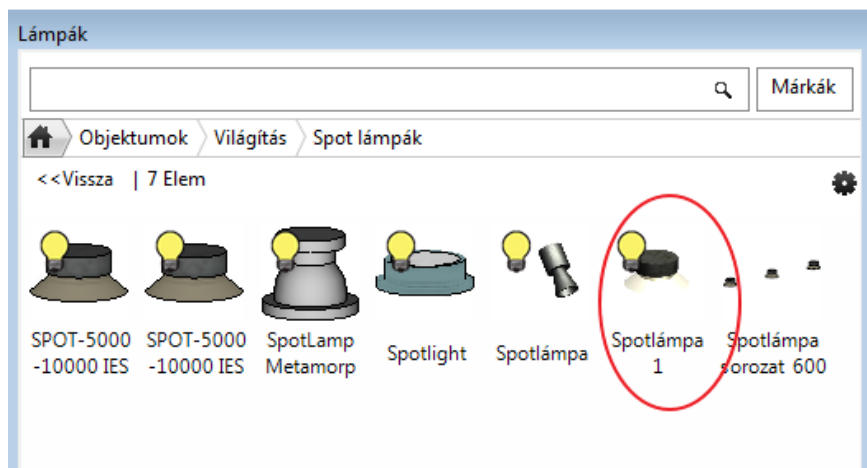 Lámpák
Márkák
Objektumok Világítás Spot lámpák
<<Vissza | 7 Elem
SPOT-5000
-10000 IES
SPOT-5000
-10000 IES
SpotLamp
Metamorp
Spotlight
Spotlámpa
Spotlámpa
1
Spotlámpa
sorozat 600